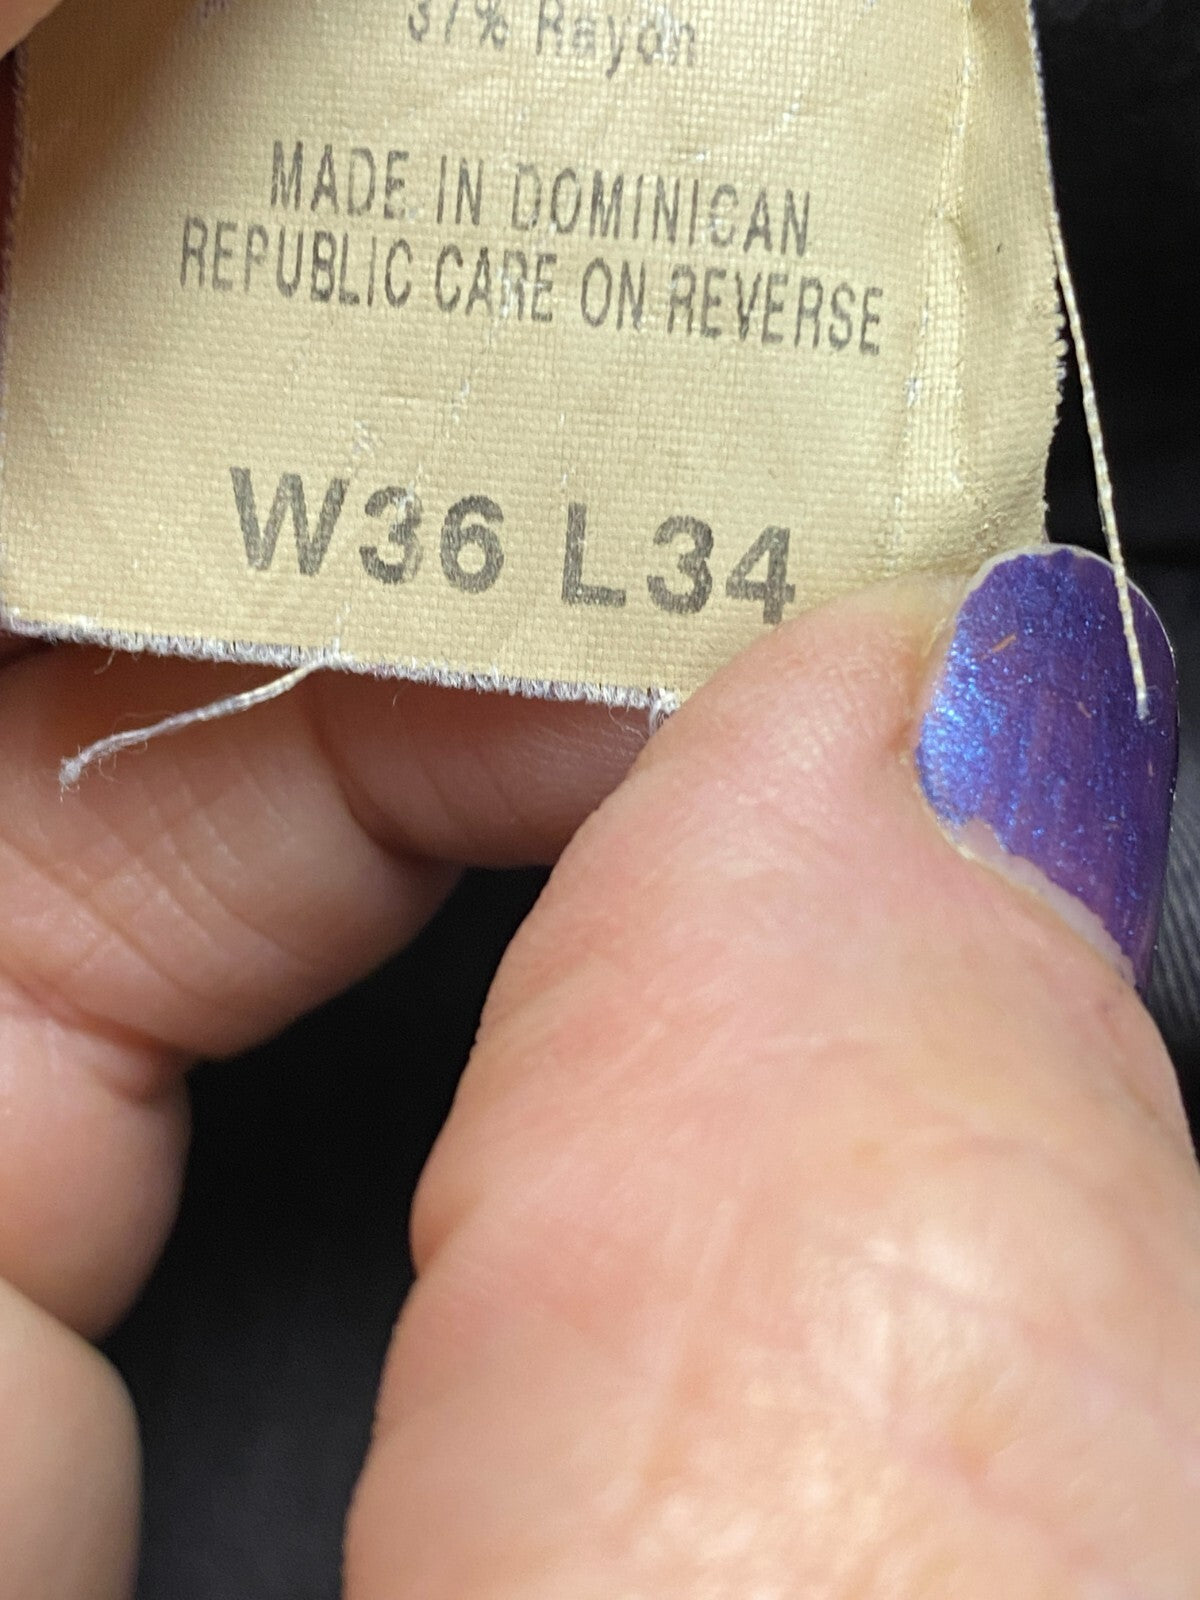 37% Rayon
MADE IN DOMINICAN
REPUBLIC CARE ON REVERSE
W36 L34